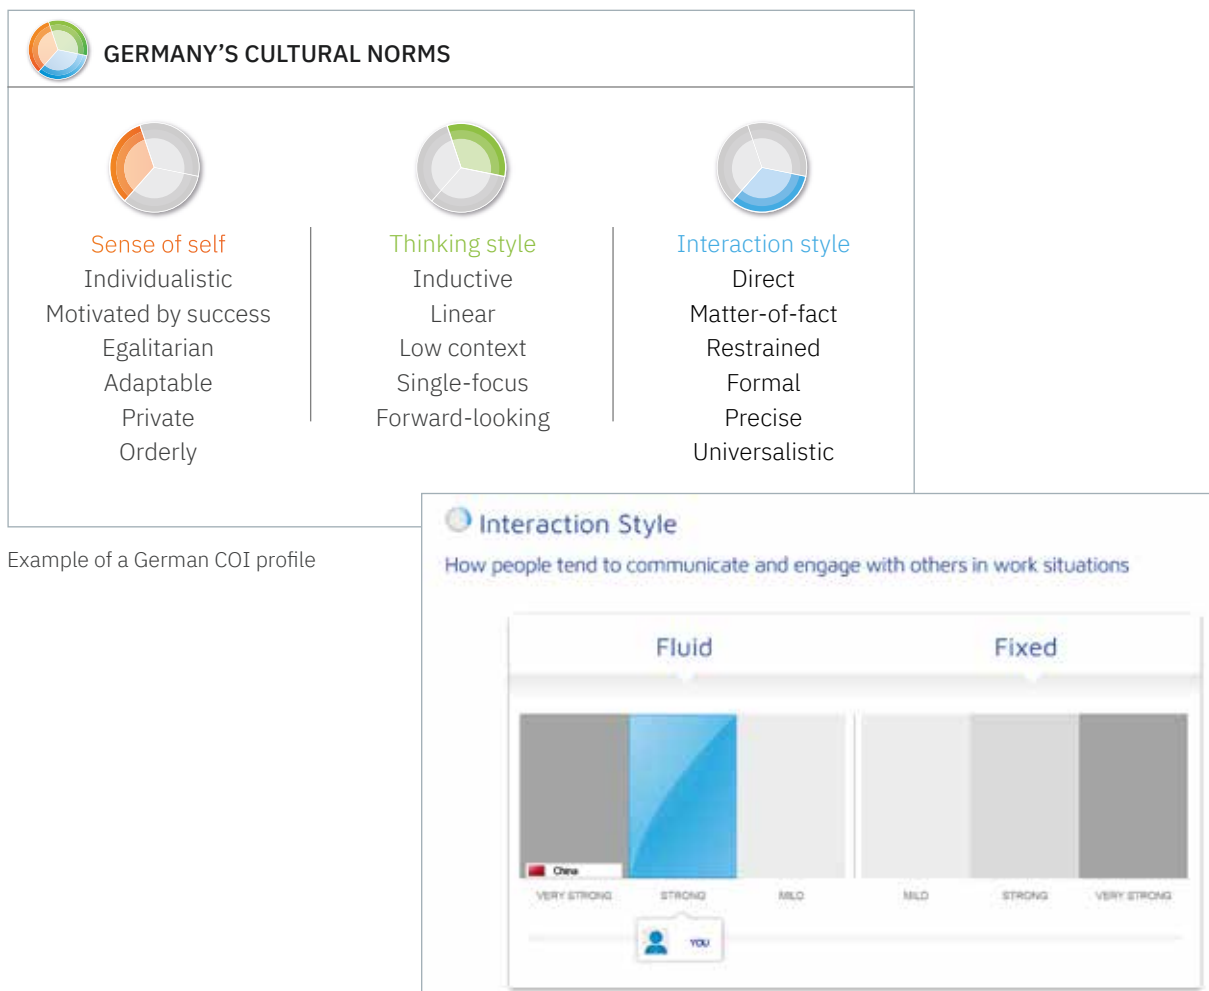 GERMANY’S CULTURAL NORMS
Sense of self
Individualistic
Motivated by success
Egalitarian
Adaptable
Private
Orderly
Thinking style
Inductive
Linear
Low context
Single-focus
Forward-looking
Interaction style
Direct
Matter-of-fact
Restrained
Formal
Precise
Universalistic
Example of a German COI profile
Interaction Style
How people tend to communicate and engage with others in work situations
Fluid Fixed
China
VERY STRONG STRONG MILD MILD STRONG VERY STRONG
YOU